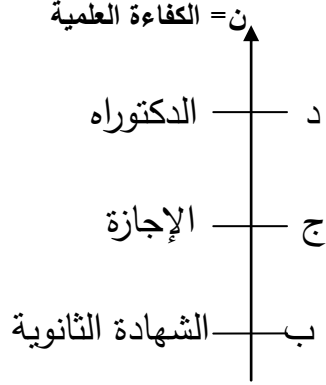 ن= الكفاءة العلمية
د الدكتوراه
ج الإجازة
ب الشهادة الثانوية